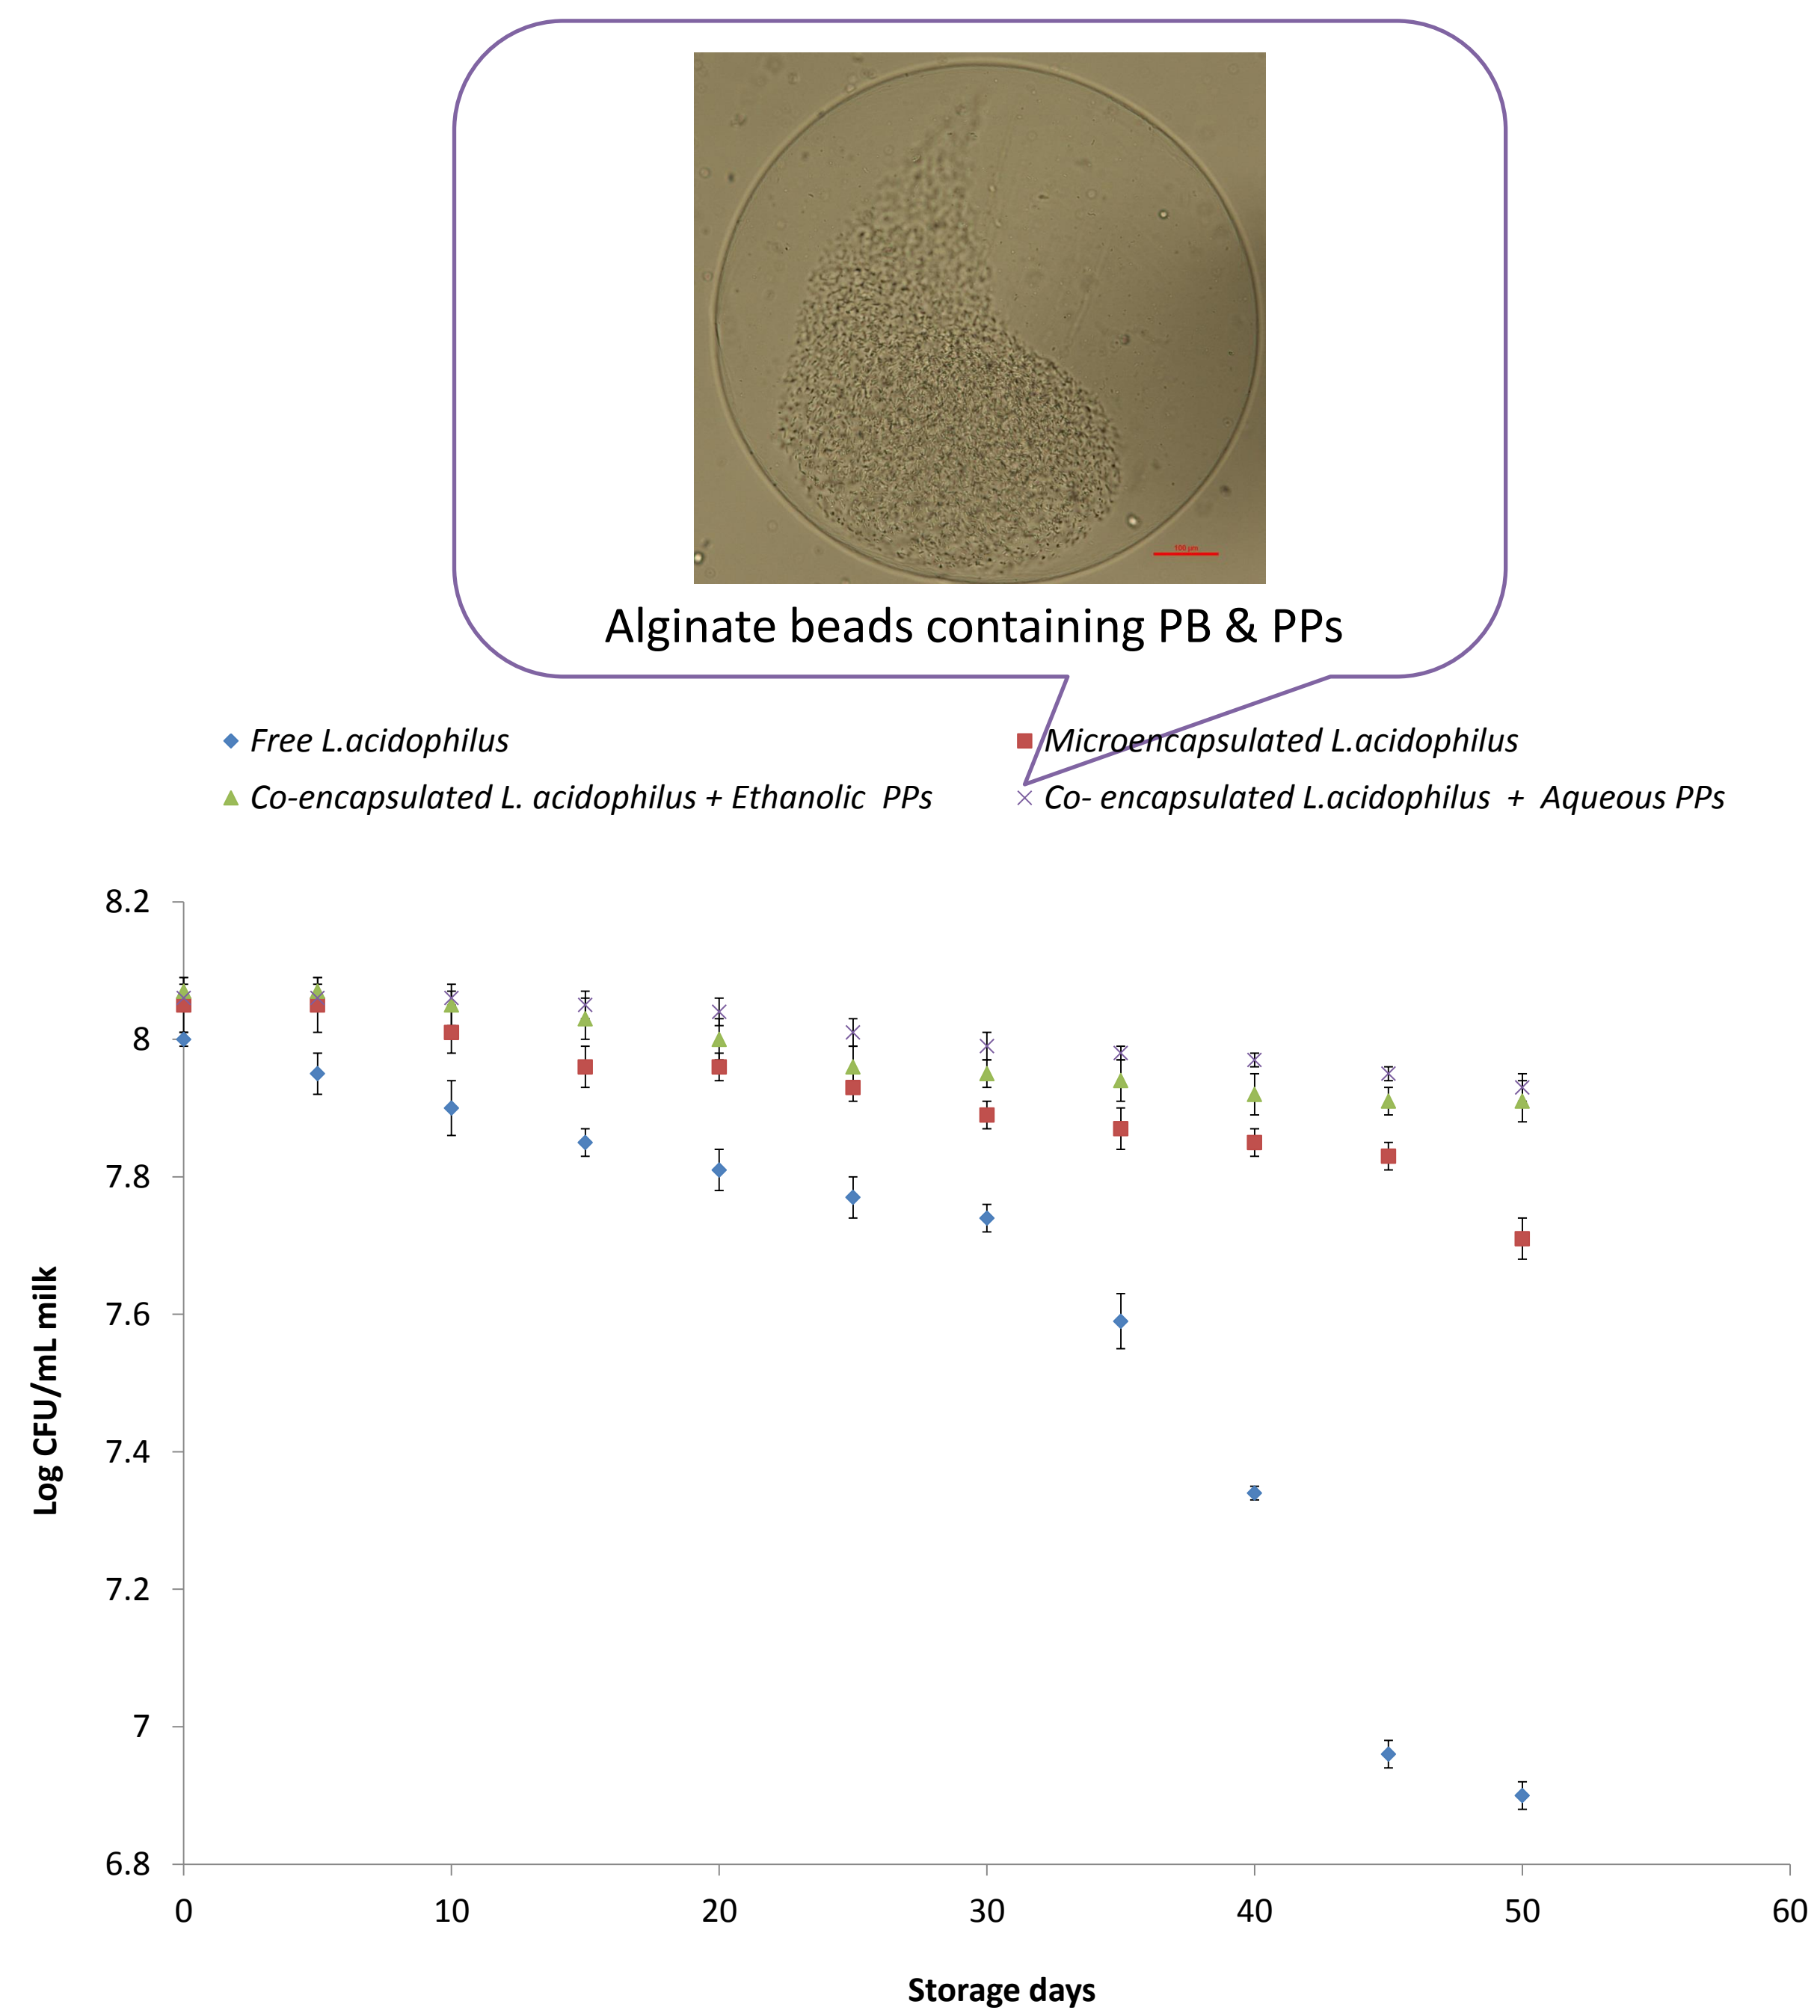 100 µm
Alginate beads containing PB & PPs
Free L.acidophilus
Microencapsulated L.acidophilus
Co-encapsulated L. acidophilus + Ethanolic PPs
Co- encapsulated L.acidophilus + Aqueous PPs
8.2
8
7.8
7.6
7.4
7.2
7
6.8
Log CFU/mL milk
0 10 20 30 40 50 60
Storage days